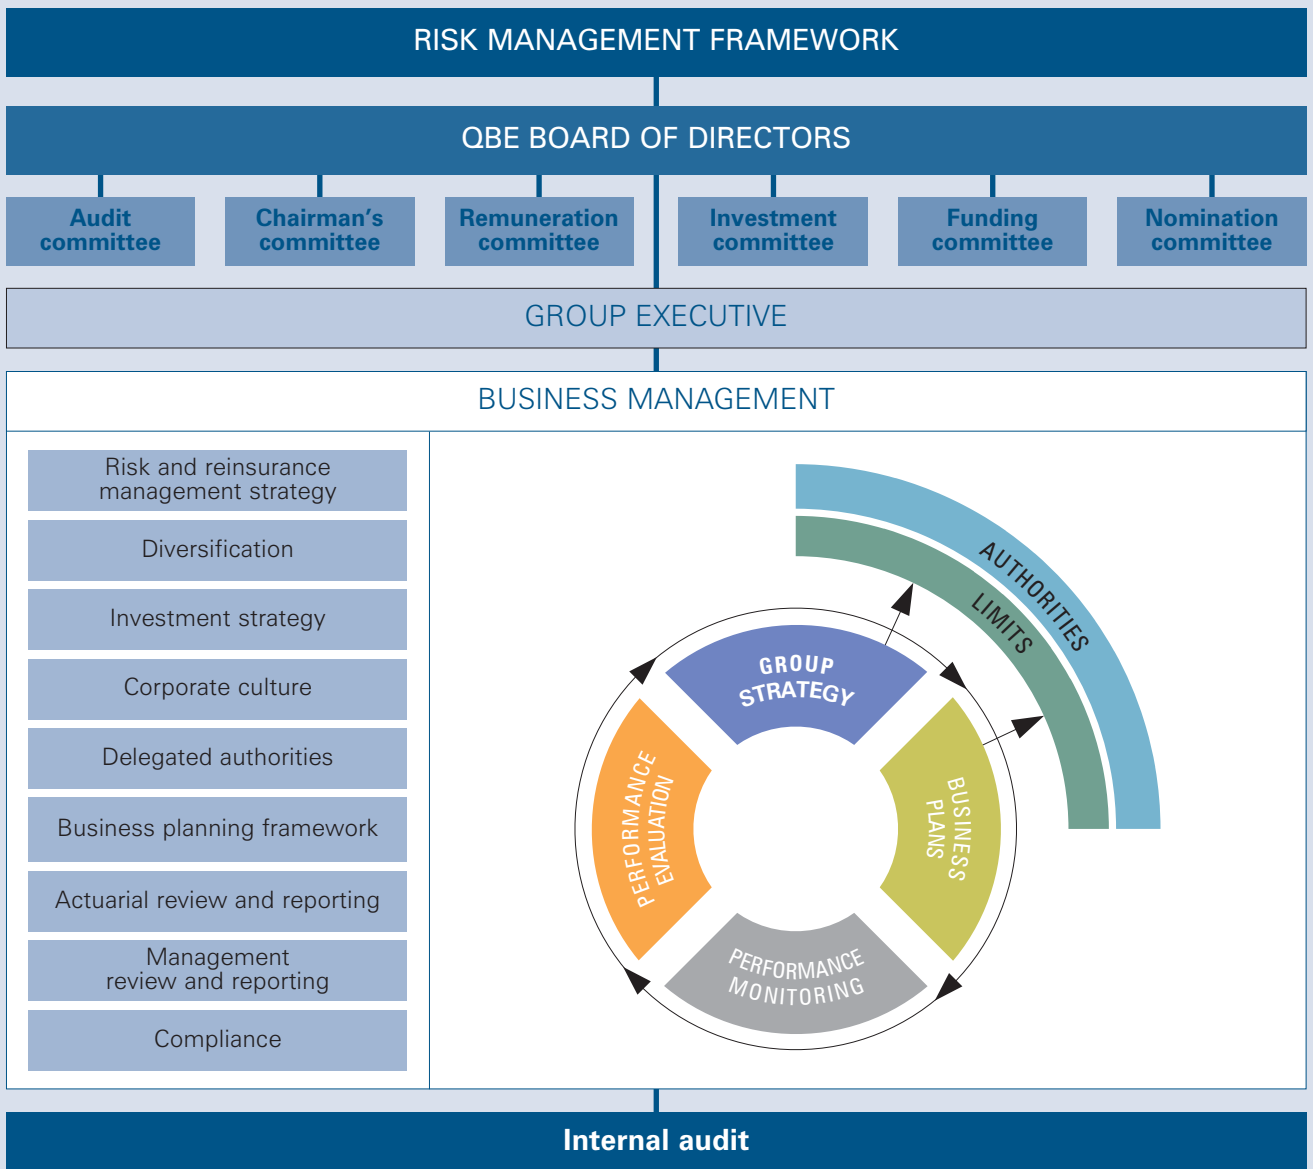 RISK MANAGEMENT FRAMEWORK
QBE BOARD OF DIRECTORS
Audit
committee
Chairman's
committee
Remuneration
committee
Investment
committee
Funding
committee
Nomination
committee
GROUP EXECUTIVE
BUSINESS MANAGEMENT
Risk and reinsurance
management strategy
Diversification
Investment strategy
Corporate culture
Delegated authorities
Business planning framework
Actuarial review and reporting
Management
review and reporting
Compliance
AUTHORITIES
LIMITS
GROUP
STRATEGY
BUSINESS
PLANS
PERFORMANCE
MONITORING
PERFORMANCE
EVALUATION
Internal audit